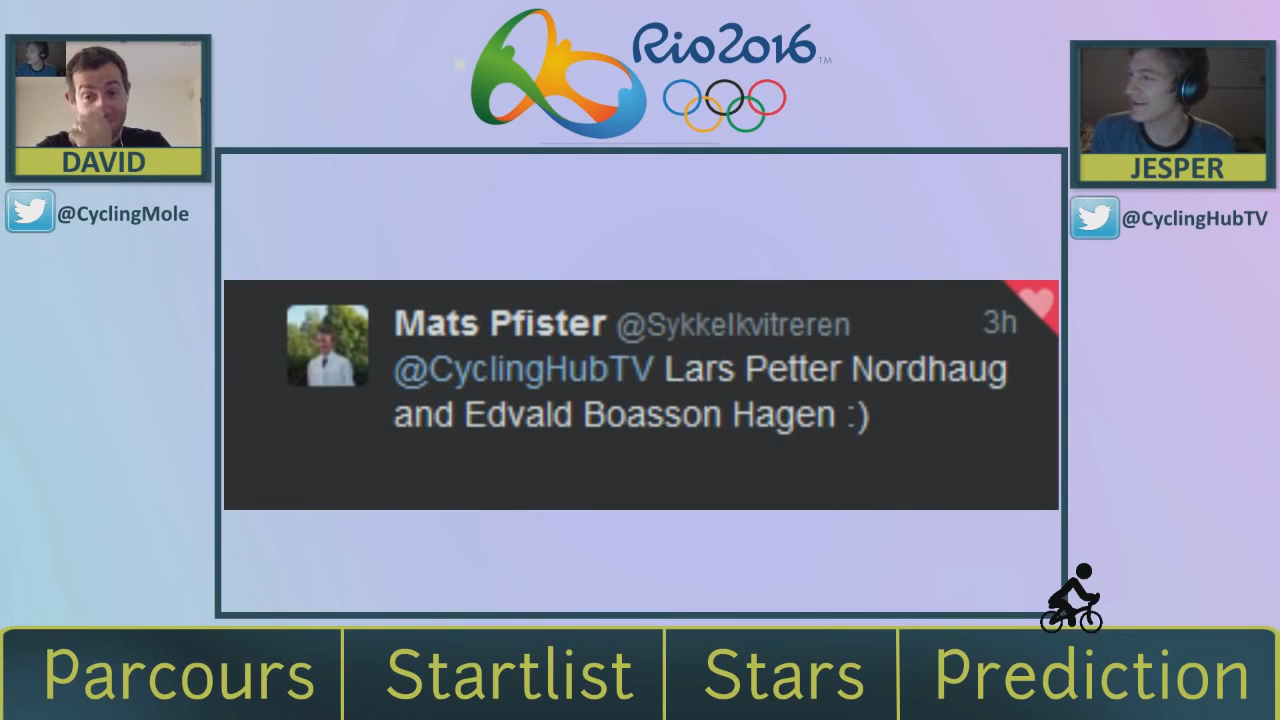 Rio2016™
DAVID
@CyclingMole
JESPER
@CyclingHubTV
Mats Pfister @Sykkelkvitreren 3h
@CyclingHubTV Lars Petter Nordhaug
and Edvald Boasson Hagen :)
Parcours Startlist Stars Prediction